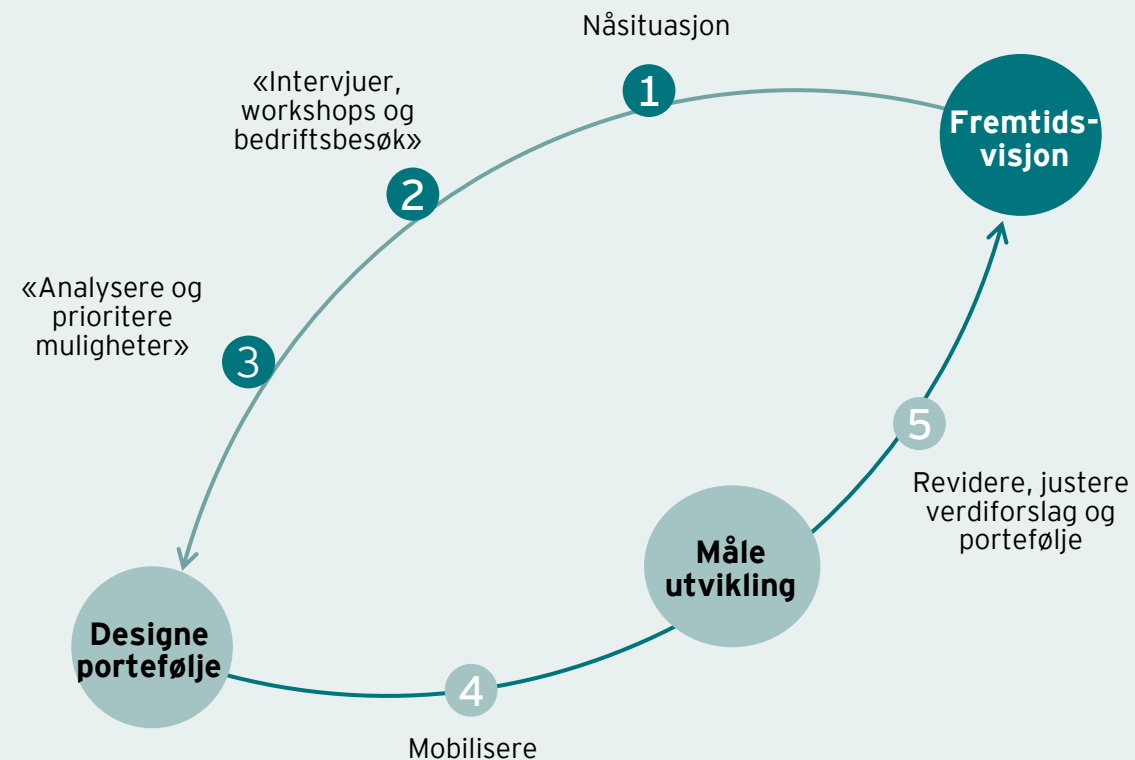 Nåsituasjon
1
Fremtids-
visjon
«Intervjuer,
workshops og
bedriftsbesøk»
2
«Analysere og
prioritere
muligheter»
3
Designe
portefølje
4
Mobilisere
Måle
utvikling
5
Revidere, justere
verdiforslag og
portefølje